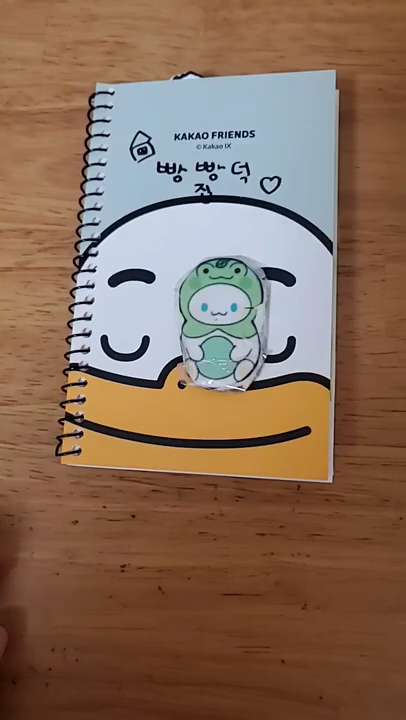 KAKAO FRIENDS
© Kakao IX
빵 빵 덕
집